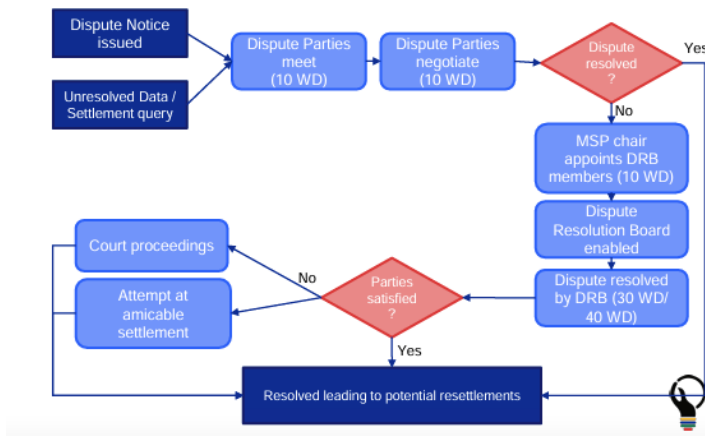 Dispute Notice
issued
Dispute Parties
meet
(10 WD)
Dispute Parties
negotiate
(10 WD)
Dispute
resolved
?
Yes
Unresolved Data /
Settlement query
No
MSP chair
appoints DRB
members (10 WD)
Dispute
Resolution Board
enabled
Dispute resolved
by DRB (30 WD/
40 WD)
Parties
satisfied
?
No
Court proceedings
Attempt at
amicable
settlement
Yes
Resolved leading to potential resettlements